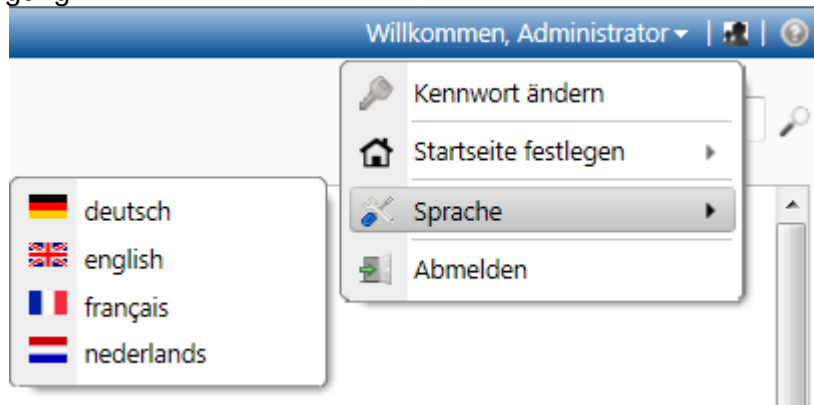 Willkommen, Administrator
Kennwort ändern
Startseite festlegen
Sprache
Abmelden
deutsch
english
français
nederlands